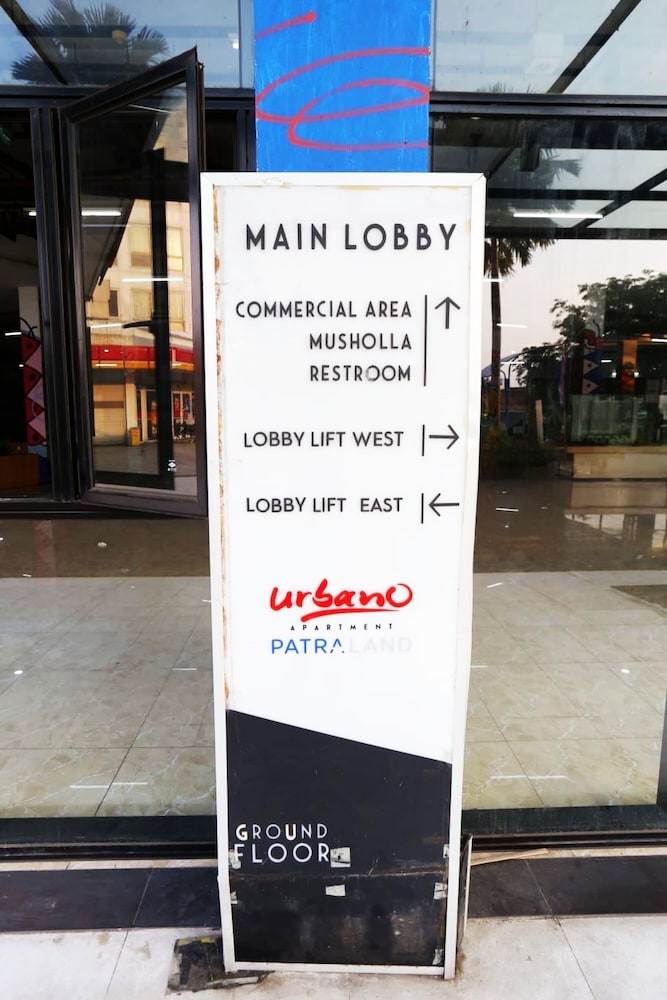 MAIN LOBBY
COMMERCIAL AREA
MUSHOLLA
RESTROOM
LOBBY LIFT WEST
LOBBY LIFT EAST
urbano
APARTMENT
PATRALAND
GROUND
FLOOR